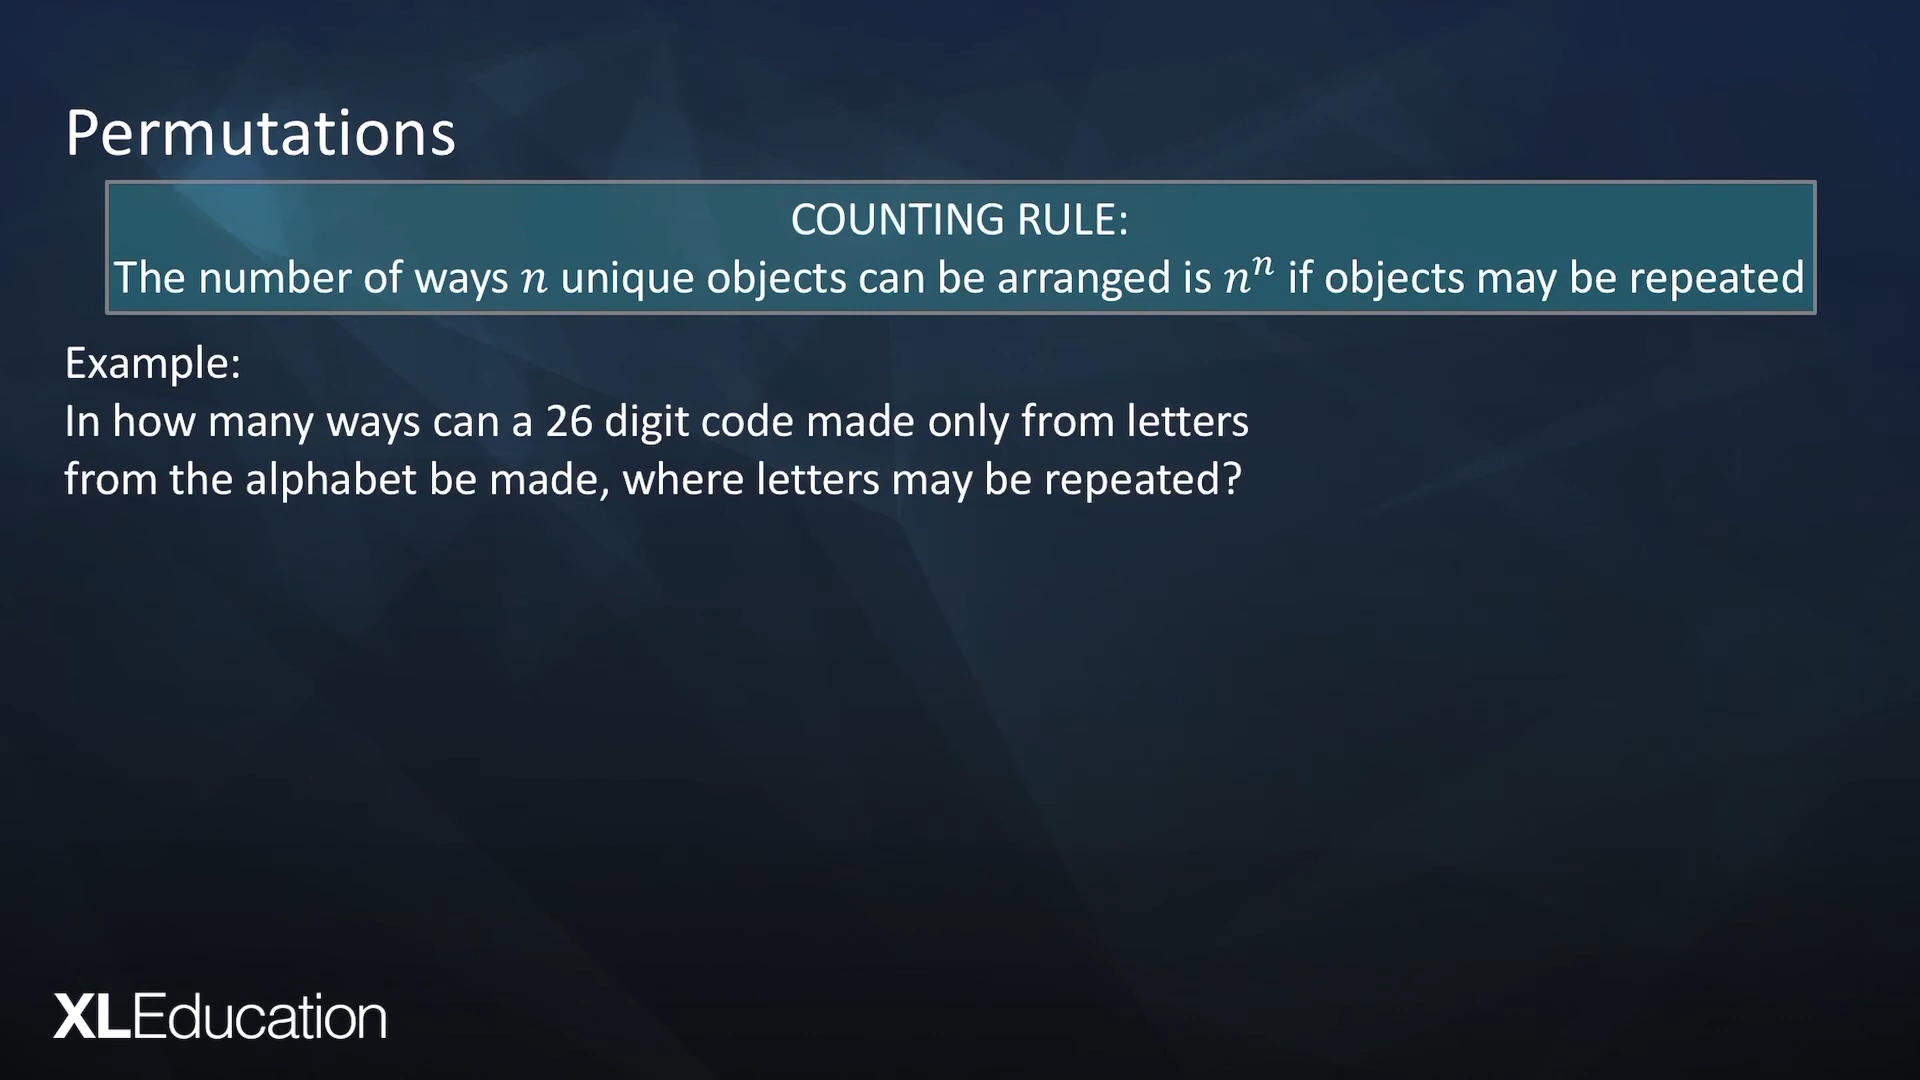 Permutations
COUNTING RULE:
The number of ways n unique objects can be arranged is nⁿ if objects may be repeated
Example:
In how many ways can a 26 digit code made only from letters
from the alphabet be made, where letters may be repeated?
XLEducation